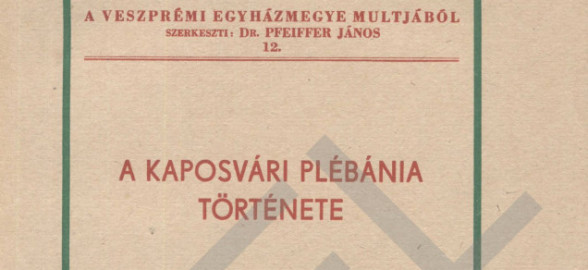 A VESZPRÉMI EGYHÁZMEGYE MULTJÁBÓL
SZERKESZTI: DR. PFEIFFER JÁNOS
12.
A KAPOSVÁRI PLÉBÁNIA
TÖRTÉNETE